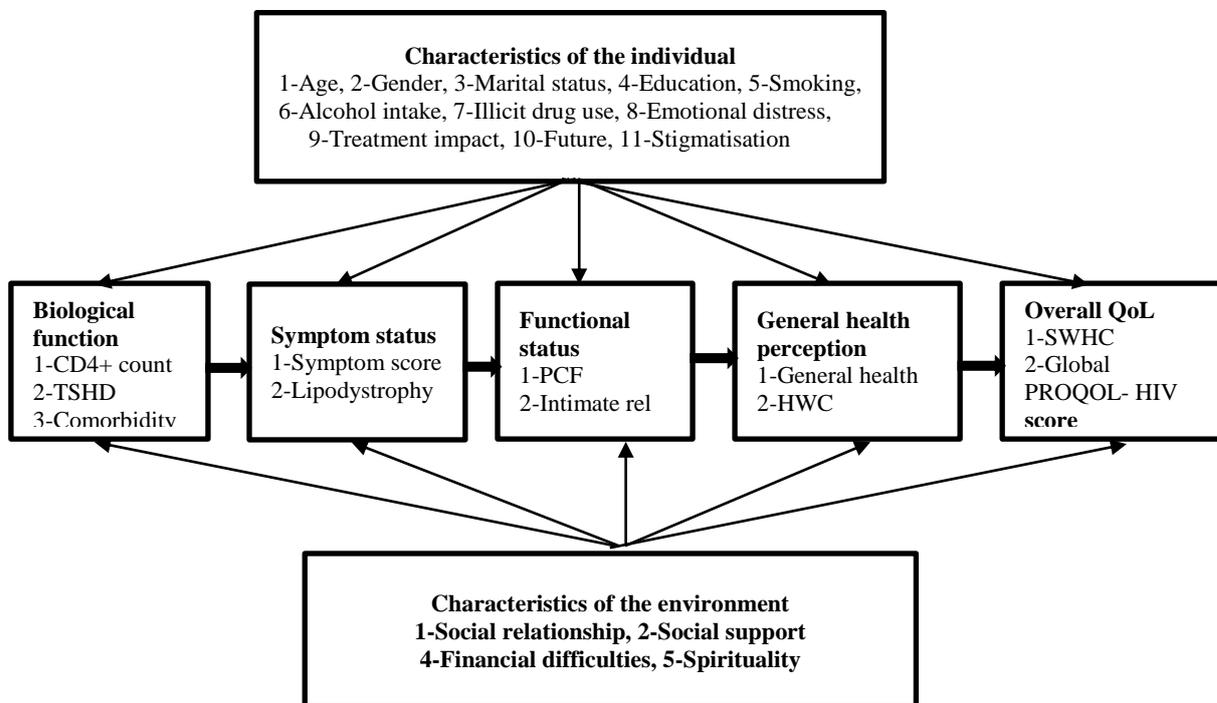 Characteristics of the individual
1-Age, 2-Gender, 3-Marital status, 4-Education, 5-Smoking,
6-Alcohol intake, 7-Illicit drug use, 8-Emotional distress,
9-Treatment impact, 10-Future, 11-Stigmatisation
Biological
function
1-CD4+ count
2-TSHD
3-Comorbidity
Symptom status
1-Symptom score
2-Lipodystrophy
Functional
status
1-PCF
2-Intimate rel
General health
perception
1-General health
2-HWC
Overall QoL
1-SWHC
2-Global
PROQOL- HIV
score
Characteristics of the environment
1-Social relationship, 2-Social support
4-Financial difficulties, 5-Spirituality